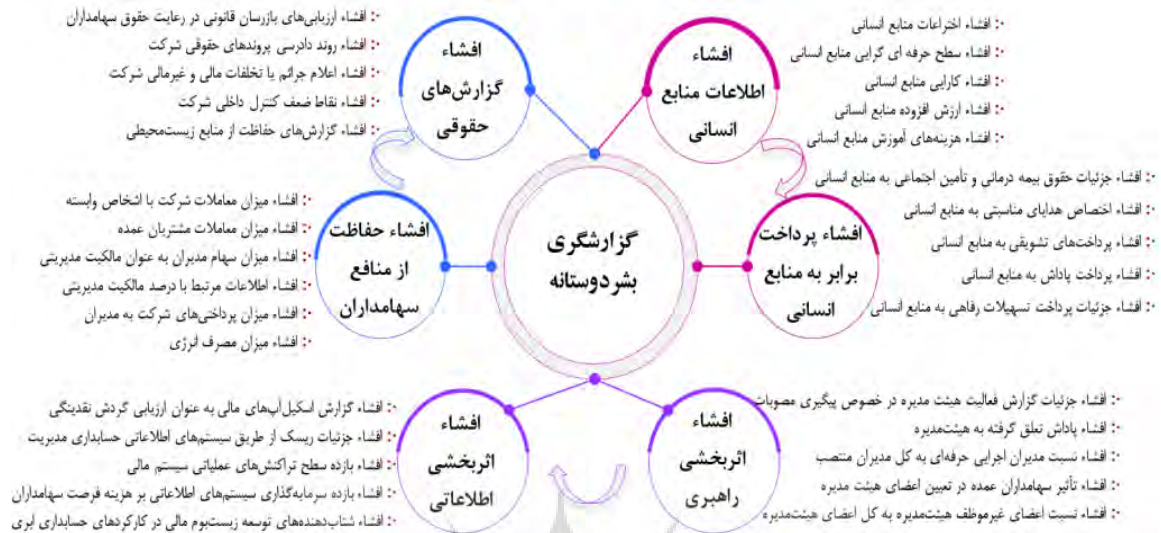 افشاء اطلاعات منابع انسانی
افشاء اختراعات منابع انسانی
افشاء سطح حرفه ای گرایی منابع انسانی
افشاء کارایی منابع انسانی
افشاء ارزش افزوده منابع انسانی
افشاء هزینه‌های آموزش منابع انسانی
افشاء پرداخت برابر به منابع انسانی
افشاء جزئیات حقوق بیمه درمانی و تأمین اجتماعی به منابع انسانی
افشاء اختصاص هدایای مناسبتی به منابع انسانی
افشاء پرداخت‌های تشویقی به منابع انسانی
افشاء پرداخت پاداش به منابع انسانی
افشاء جزئیات پرداخت تسهیلات رفاهی به منابع انسانی
افشاء اثربخشی راهبری
افشاء جزئیات گزارش فعالیت هیئت مدیره در خصوص پیگیری مصوبات
افشاء پاداش تعلق گرفته به هیئت‌مدیره
افشاء نسبت مدیران اجرایی حرفه‌ای به کل مدیران منتصب
افشاء تأثیر سهامداران عمده در تعیین اعضای هیئت مدیره
افشاء نسبت اعضای غیرموظف هیئت‌مدیره به کل اعضای هیئت‌مدیره
گزارشگری بشردوستانه
افشاء گزارش‌های حقوقی
افشاء ارزیابی‌های بازرسان قانونی در رعایت حقوق سهامداران
افشاء روند دادرسی پروندهای حقوقی شرکت
افشاء اعلام جرائم یا تخلفات مالی و غیرمالی شرکت
افشاء نقاط ضعف کنترل داخلی شرکت
افشاء گزارش‌های حفاظت از منابع زیست‌محیطی
افشاء حفاظت از منافع سهامداران
افشاء میزان معاملات شرکت با اشخاص وابسته
افشاء میزان معاملات مشتریان عمده
افشاء میزان سهام مدیران به عنوان مالکیت مدیریتی
افشاء اطلاعات مرتبط با درصد مالکیت مدیریتی
افشاء میزان پرداختی‌های شرکت به مدیران
افشاء میزان مصرف انرژی
افشاء اثربخشی اطلاعاتی
افشاء گزارش اسکیل‌آپ‌های مالی به عنوان ارزیابی گردش نقدینگی
افشاء جزئیات ریسک از طریق سیستم‌های اطلاعاتی حسابداری مدیریت
افشاء بازده سطح تراکنش‌های عملیاتی سیستم مالی
افشاء بازده سرمایه‌گذاری سیستم‌های اطلاعاتی بر هزینه فرصت سهامداران
افشاء شتاب‌دهنده‌های توسعه زیست‌بوم مالی در کارکردهای حسابداری ابری